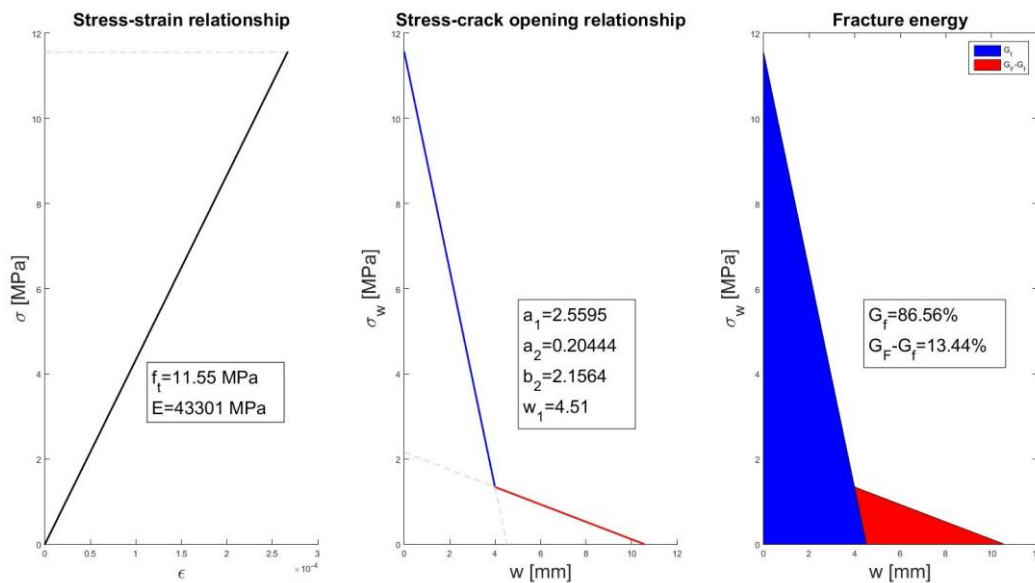 Stress-strain relationship
12
10
8
6
4
2
0
σ [MPa]
f_t=11.55 MPa
E=43301 MPa
0 0.5 1 1.5 2 2.5 3
×10⁻⁴
ϵ
Stress-crack opening relationship
12
10
8
6
4
2
0
σ_w [MPa]
a_1=2.5595
a_2=0.20444
b_2=2.1564
w_1=4.51
0 2 4 6 8 10 12
w [mm]
Fracture energy
12
10
8
6
4
2
0
σ_w [MPa]
G_f
G_F-G_f
G_f=86.56%
G_F-G_f=13.44%
0 2 4 6 8 10 12
w [mm]